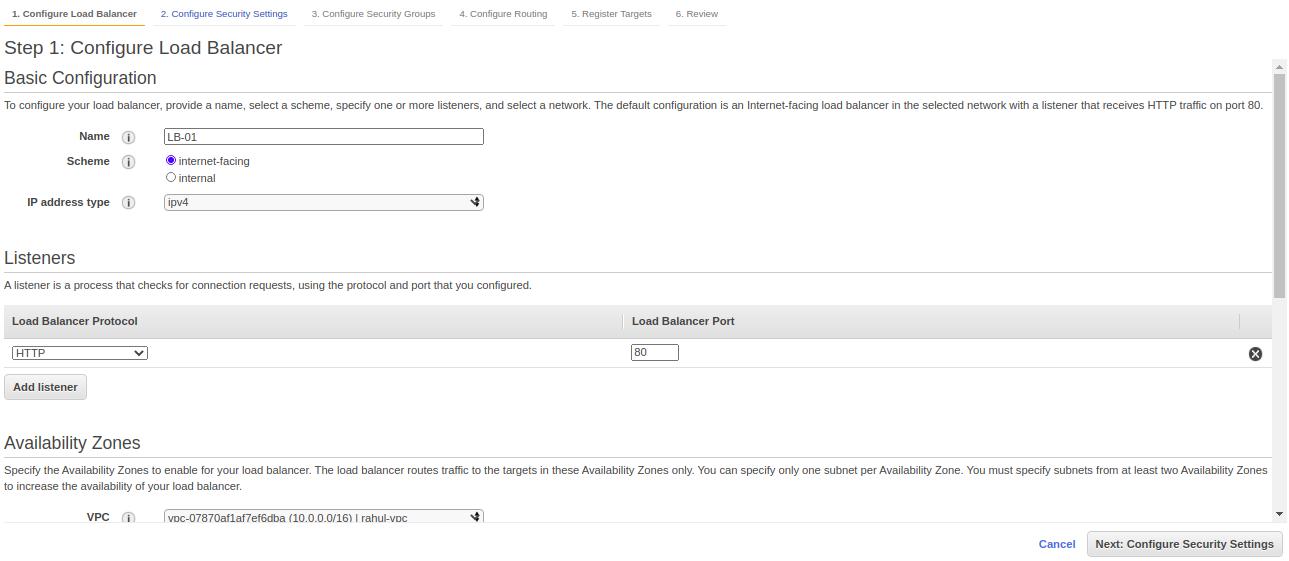 1. Configure Load Balancer 2. Configure Security Settings 3. Configure Security Groups 4. Configure Routing 5. Register Targets 6. Review
Step 1: Configure Load Balancer
Basic Configuration
To configure your load balancer, provide a name, select a scheme, specify one or more listeners, and select a network. The default configuration is an Internet-facing load balancer in the selected network with a listener that receives HTTP traffic on port 80.
Name i LB-01
Scheme i internet-facing
internal
IP address type i ipv4
Listeners
A listener is a process that checks for connection requests, using the protocol and port that you configured.
Load Balancer Protocol Load Balancer Port
HTTP 80
Add listener
Availability Zones
Specify the Availability Zones to enable for your load balancer. The load balancer routes traffic to the targets in these Availability Zones only. You can specify only one subnet per Availability Zone. You must specify subnets from at least two Availability Zones
to increase the availability of your load balancer.
VPC i vpc-07870af1af7ef6dba (10.0.0.0/16) | rahul-vpc
Cancel Next: Configure Security Settings